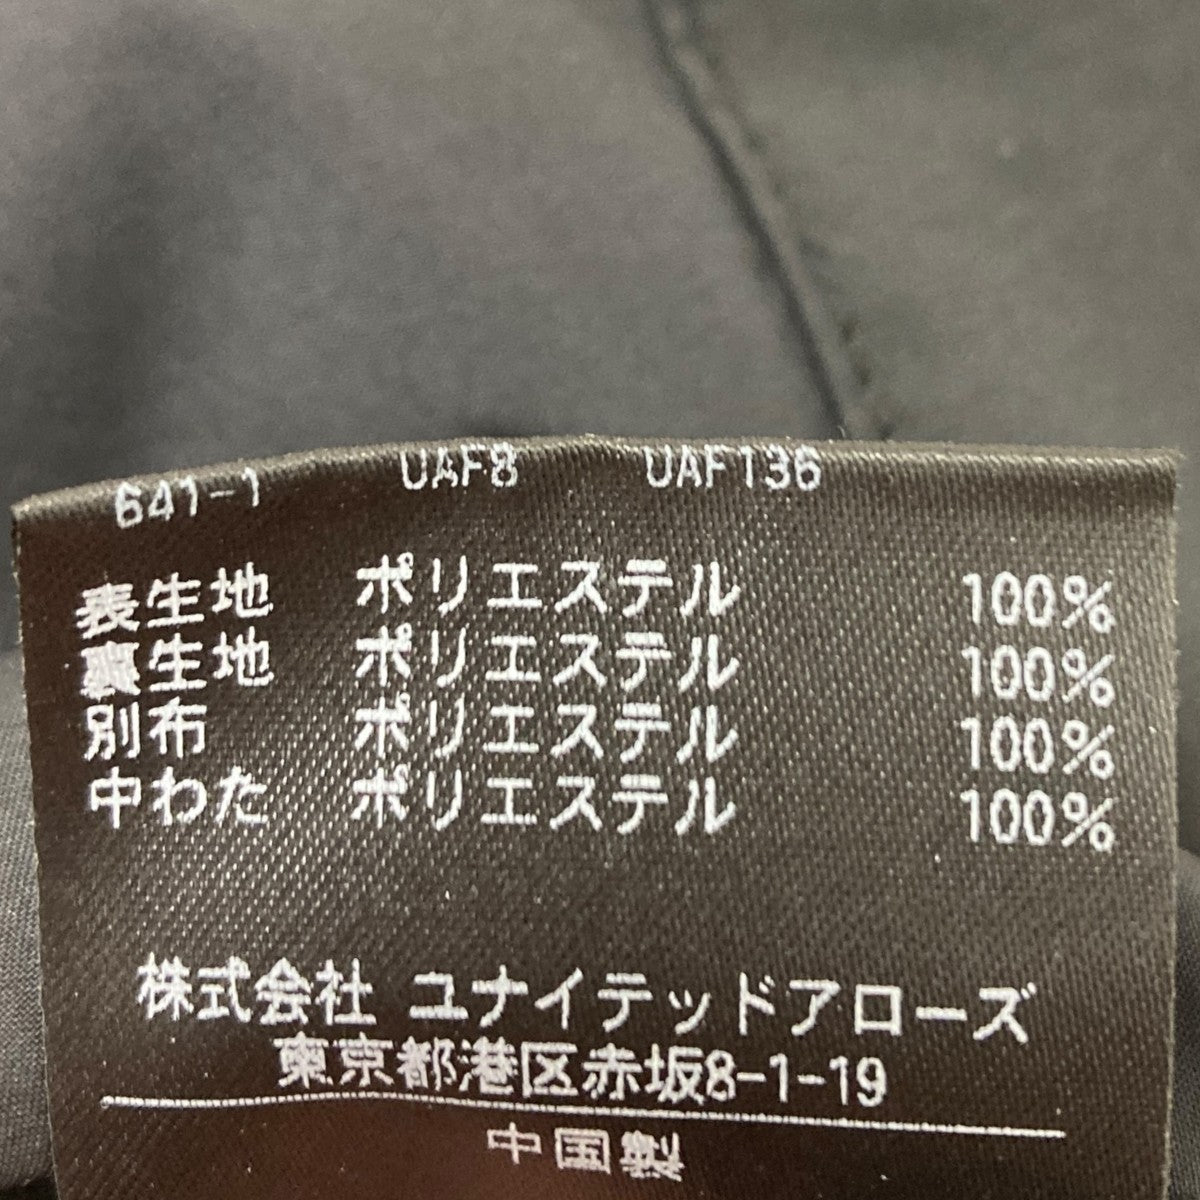 641-1 UAF8 UAF136
表生地 ポリエステル 100%
裏生地 ポリエステル 100%
別布 ポリエステル 100%
中わた ポリエステル 100%
株式会社 ユナイテッドアローズ
東京都港区赤坂8-1-19
中国製